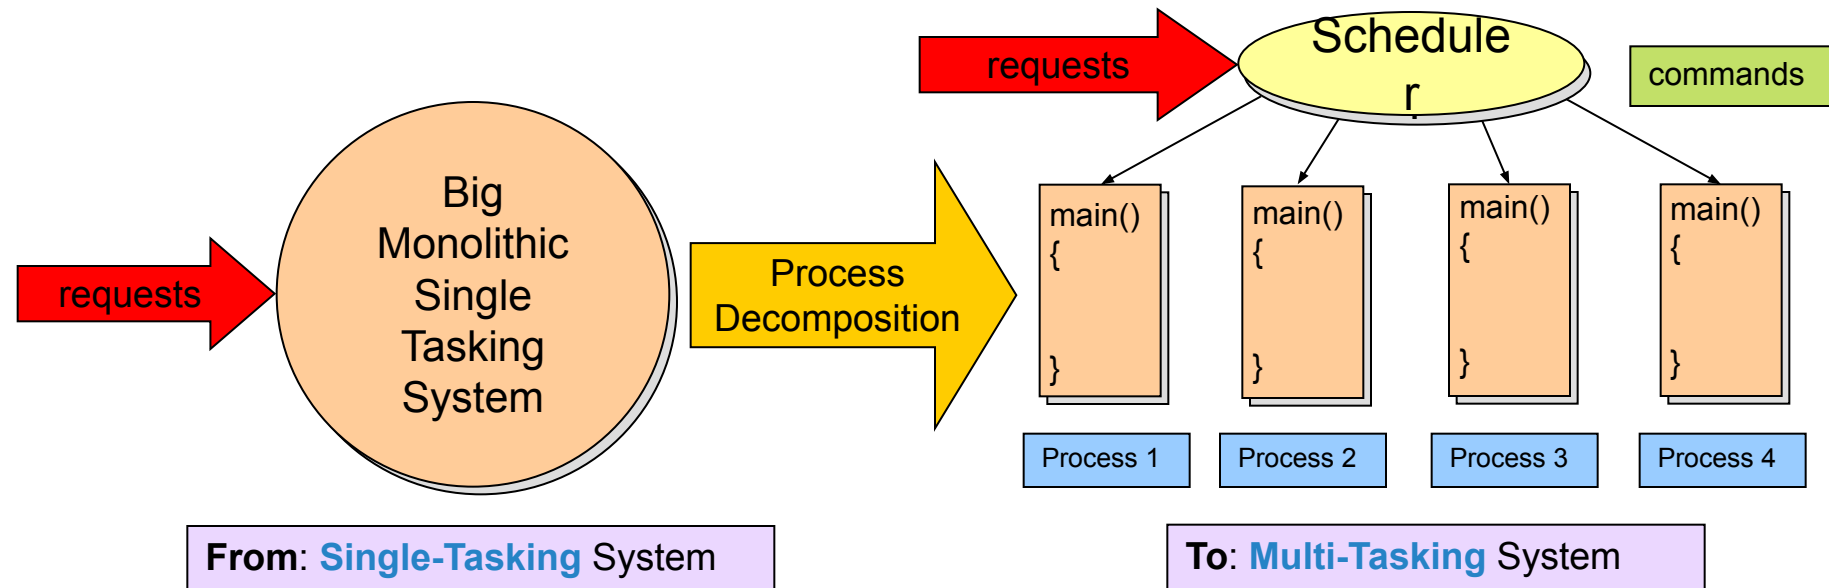 requests
Big
Monolithic
Single
Tasking
System
From: Single-Tasking System
Process
Decomposition
requests
Schedule
r
commands
main()
{
}
Process 1
main()
{
}
Process 2
main()
{
}
Process 3
main()
{
}
Process 4
To: Multi-Tasking System